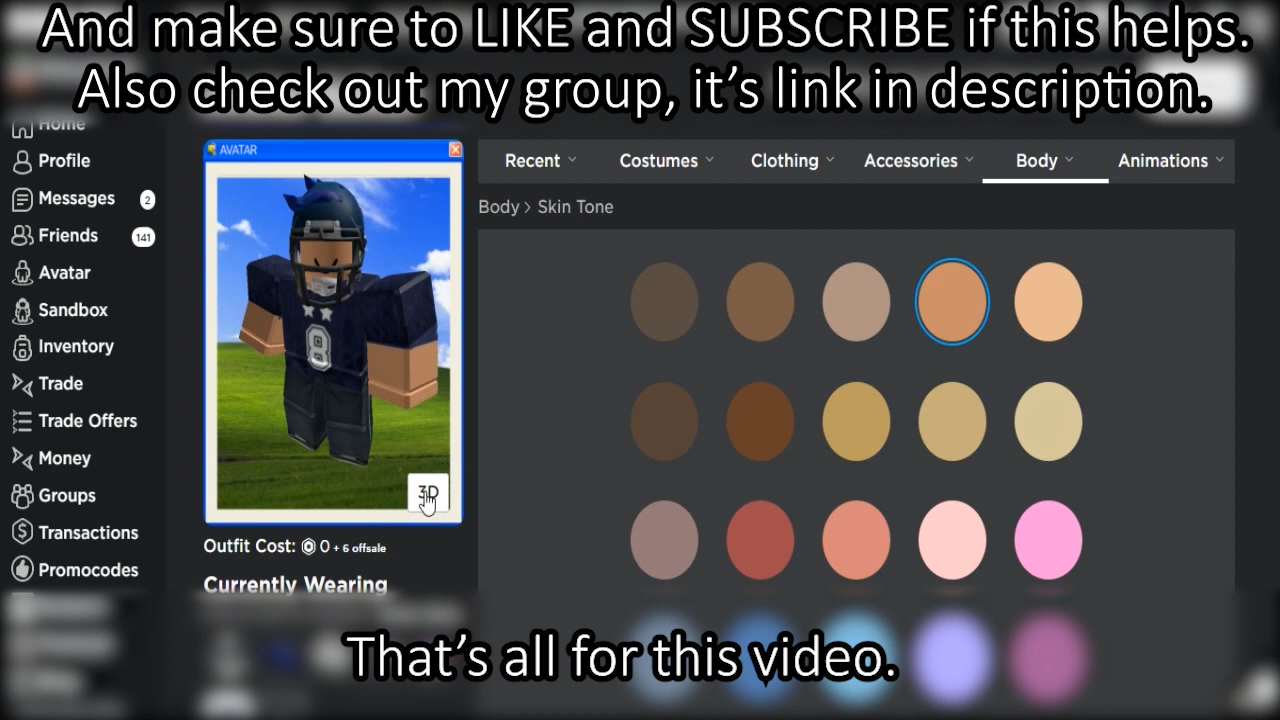 And make sure to LIKE and SUBSCRIBE if this helps.
Also check out my group, it's link in description.
Home
Profile
Messages 2
Friends 141
Avatar
Sandbox
Inventory
Trade
Trade Offers
Money
Groups
Transactions
Promocodes
AVATAR
8
3D
Outfit Cost: 0 + 6 offsale
Currently Wearing
Recent Costumes Clothing Accessories Body Animations
Body > Skin Tone
That's all for this video.